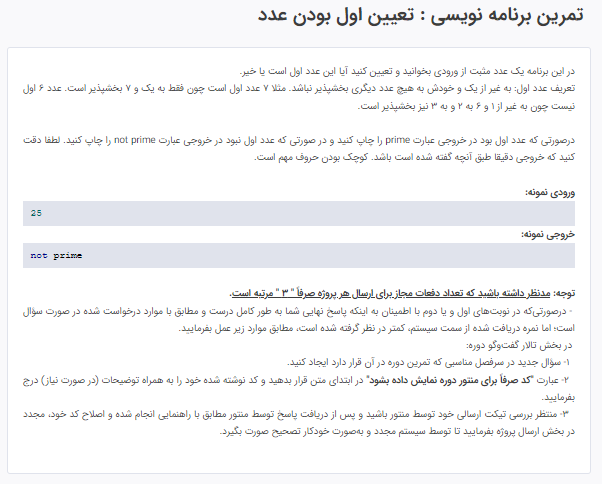 تمرین برنامه نویسی : تعیین اول بودن عدد
در این برنامه یک عدد مثبت از ورودی بخوانید و تعیین کنید آیا این عدد اول است یا خیر.
تعریف عدد اول: به غیر از یک و خودش به هیچ عدد دیگری بخشپذیر نباشد. مثلا ۷ عدد اول است چون فقط به یک و ۷ بخشپذیر است. عدد ۶ اول
نیست چون به غیر از ۱ و ۶ به ۲ و به ۳ نیز بخشپذیر است.
درصورتی که عدد اول بود در خروجی عبارت prime را چاپ کنید و در صورتی که عدد اول نبود در خروجی عبارت not prime را چاپ کنید. لطفا دقت
کنید که خروجی دقیقا طبق آنچه گفته شده است باشد. کوچک بودن حروف مهم است.
ورودی نمونه:
25
خروجی نمونه:
not prime
توجه: مدنظر داشته باشید که تعداد دفعات مجاز برای ارسال هر پروژه صرفاً " ۳ " مرتبه است.
- درصورتی‌که در نوبت‌های اول و یا دوم با اطمینان به اینکه پاسخ نهایی شما به طور کامل درست و مطابق با موارد درخواست شده در صورت سؤال
است؛ اما نمره دریافت شده از سمت سیستم، کمتر در نظر گرفته شده است، مطابق موارد زیر عمل بفرمایید.
در بخش تالار گفت‌وگو دوره:
۱- سؤال جدید در سرفصل مناسبی که تمرین دوره در آن قرار دارد ایجاد کنید.
۲- عبارت "کد صرفاً برای منتور دوره نمایش داده بشود" در ابتدای متن قرار بدهید و کد نوشته شده خود را به همراه توضیحات (در صورت نیاز) درج
بفرمایید.
۳- منتظر بررسی تیکت ارسالی خود توسط منتور باشید و پس از دریافت پاسخ توسط منتور مطابق با راهنمایی انجام شده و اصلاح کد خود، مجدد
در بخش ارسال پروژه بفرمایید تا توسط سیستم مجدد و به‌صورت خودکار تصحیح صورت بگیرد.